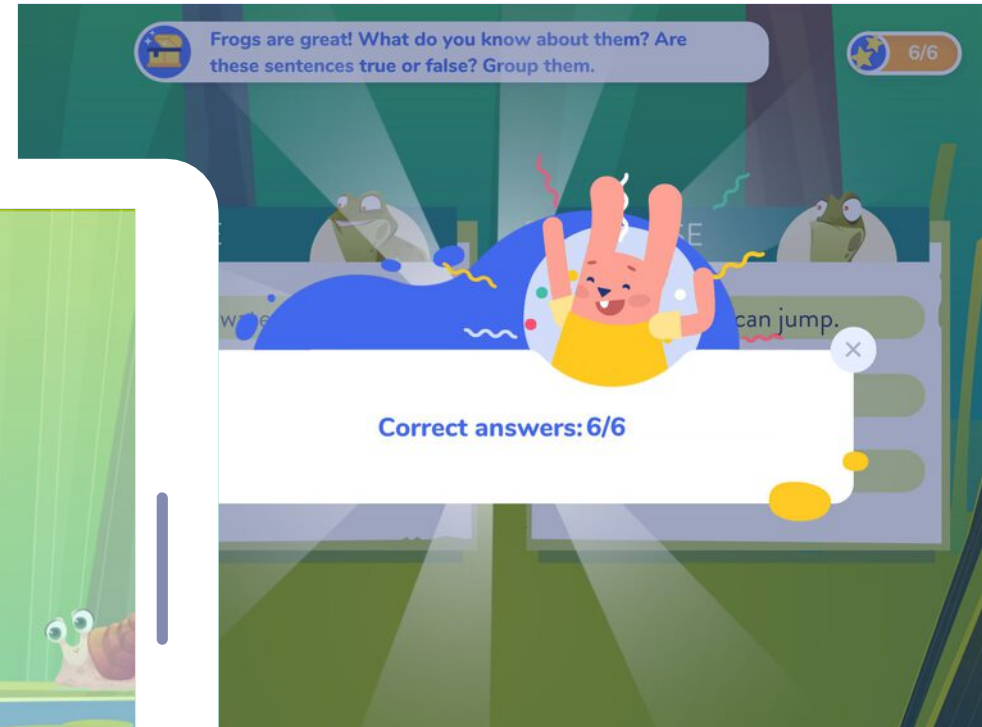 Frogs are great! What do you know about them? Are
these sentences true or false? Group them.
6/6
can jump.
Correct answers: 6/6